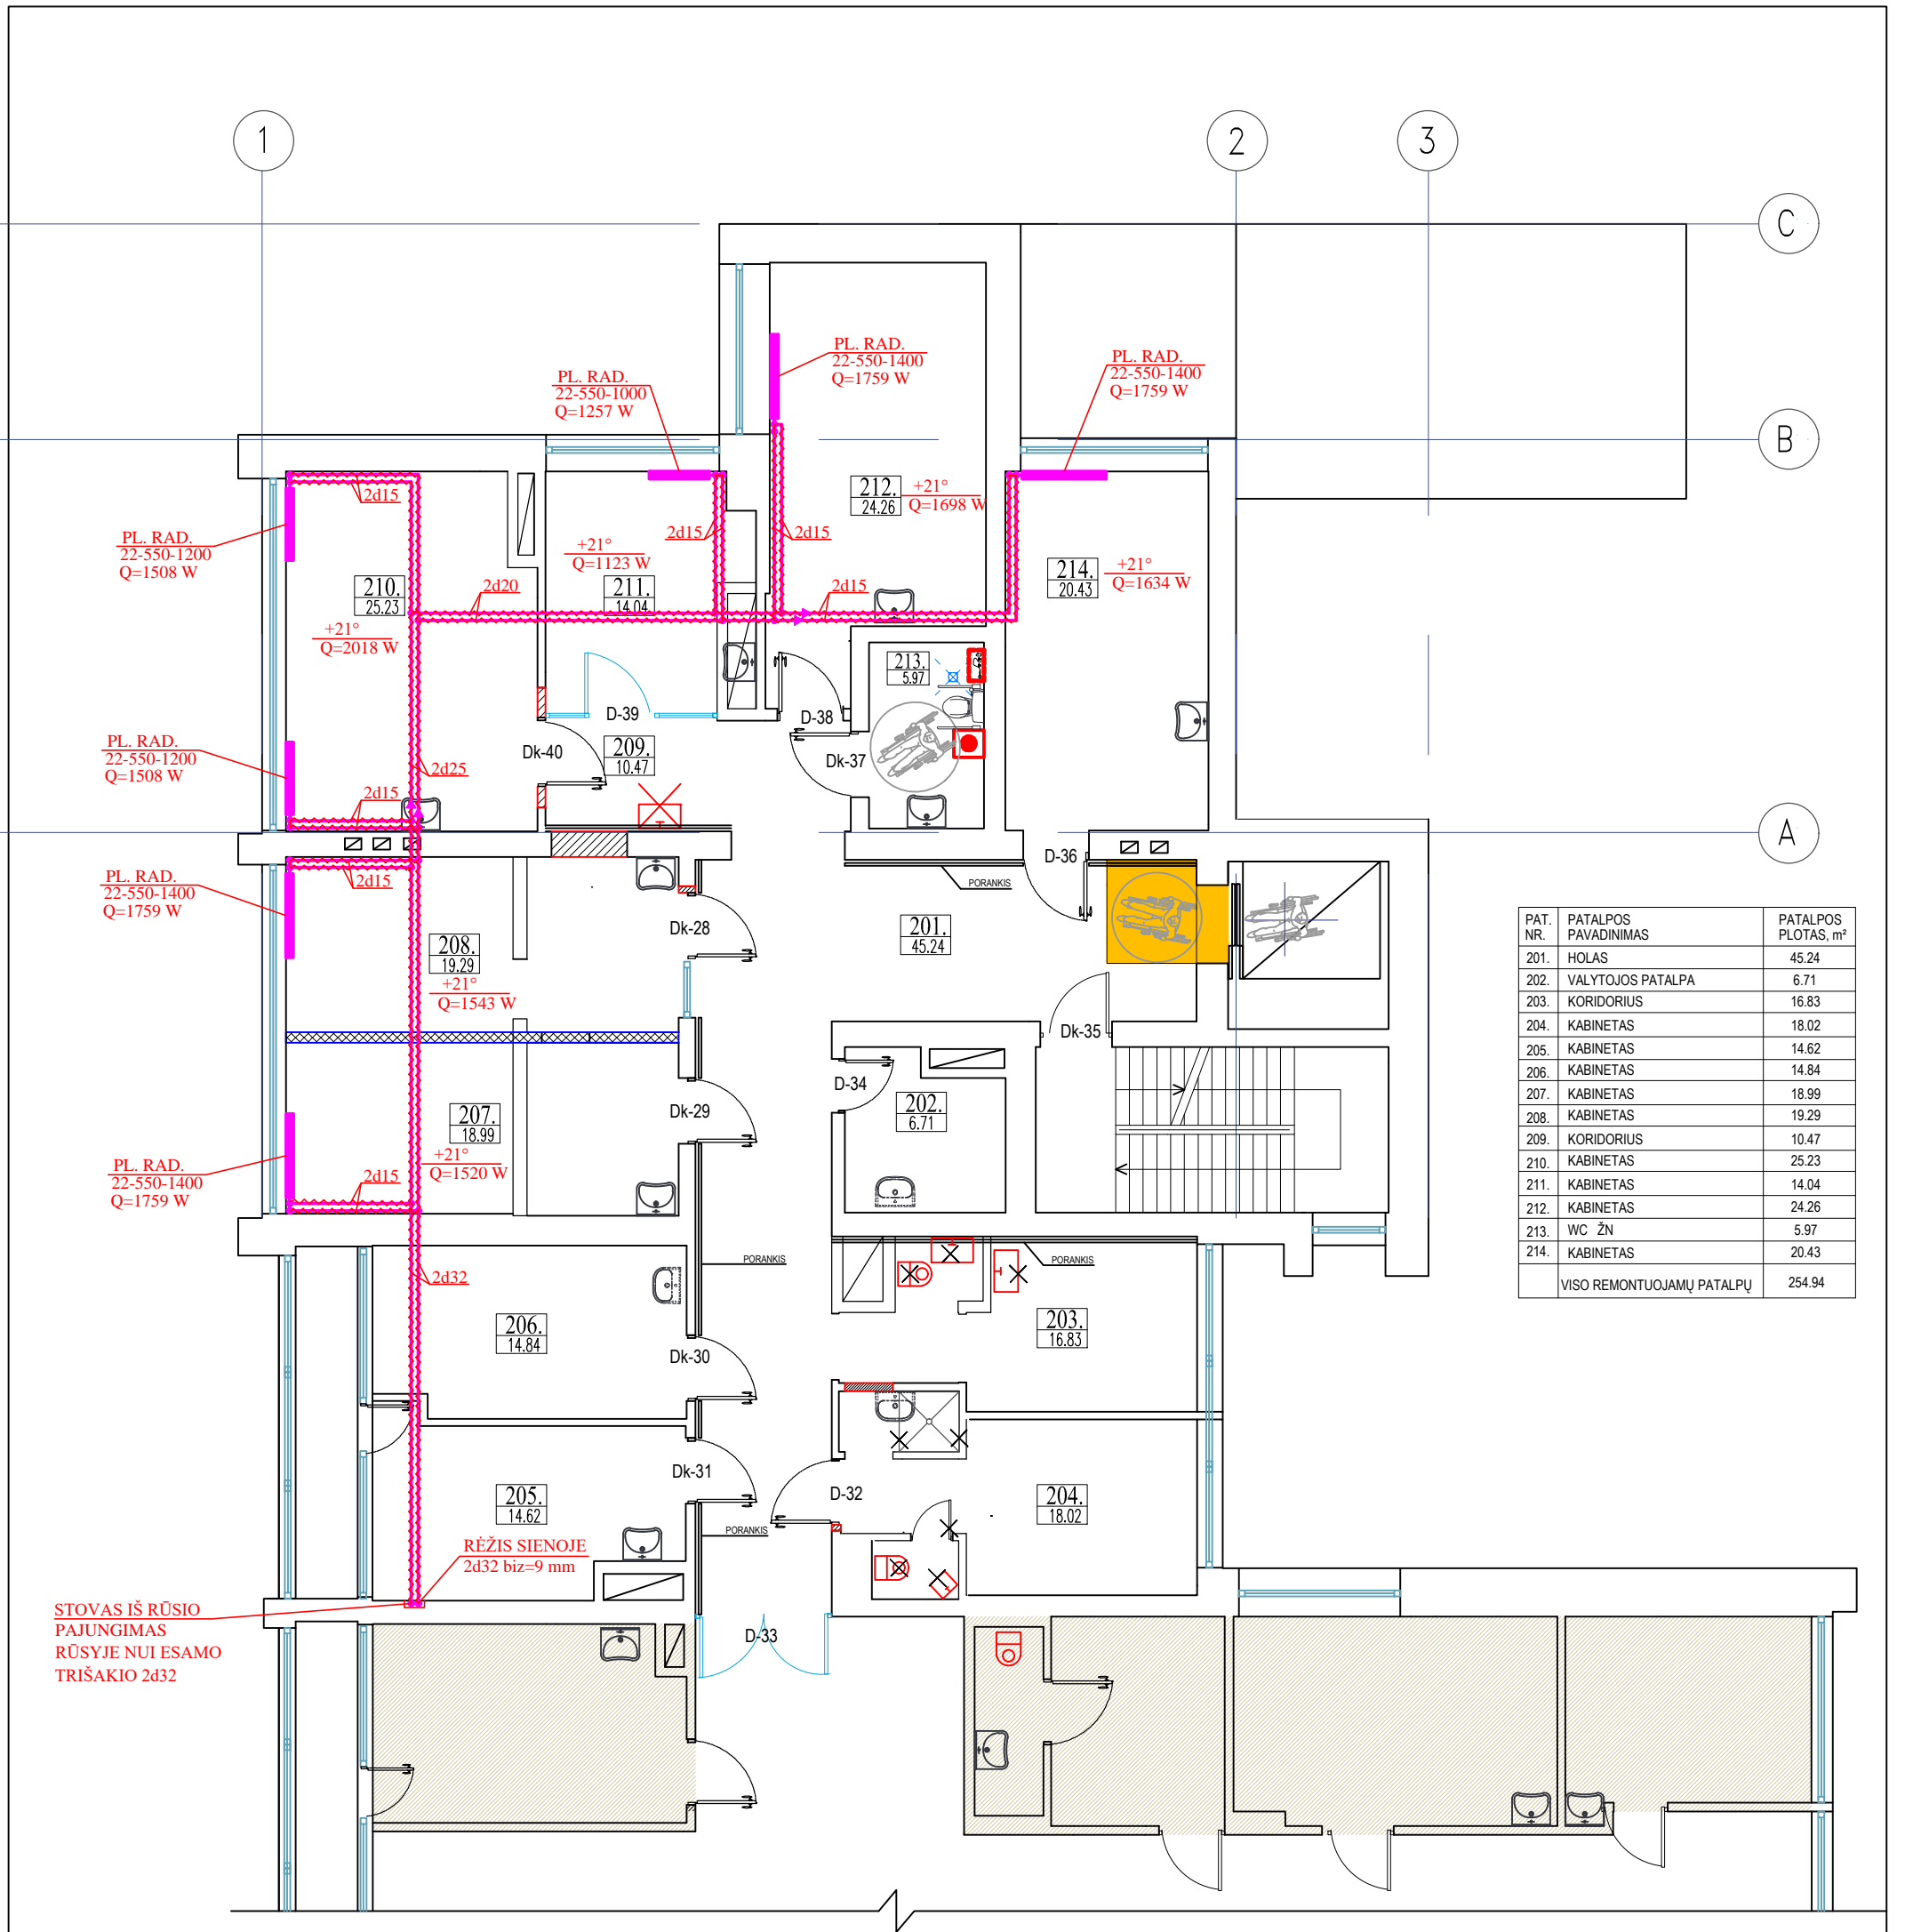 1
2
3
C
B
A
PL. RAD.
22-550-1400
Q=1759 W
PL. RAD.
22-550-1400
Q=1759 W
PL. RAD.
22-550-1000
Q=1257 W
212.
24.26
+21°
Q=1698 W
2d15
2d15
2d15
PL. RAD.
22-550-1200
Q=1508 W
+21°
Q=1123 W
211.
14.04
214.
20.43
+21°
Q=1634 W
210.
25.23
2d20
2d15
+21°
Q=2018 W
213.
5.97
D-39
D-38
Dk-40
209.
10.47
Dk-37
PL. RAD.
22-550-1200
Q=1508 W
2d25
2d15
D-36
PL. RAD.
22-550-1400
Q=1759 W
2d15
PORANKIS
Dk-28
201.
45.24
208.
19.29
+21°
Q=1543 W
Dk-35
D-34
Dk-29
202.
6.71
207.
18.99
+21°
Q=1520 W
PL. RAD.
22-550-1400
Q=1759 W
2d15
PORANKIS
PORANKIS
2d32
206.
14.84
203.
16.83
Dk-30
Dk-31
D-32
205.
14.62
204.
18.02
PORANKIS
RĖŽIS SIENOJE
2d32 biz=9 mm
STOVAS IŠ RŪSIO
PAJUNGIMAS
RŪSYJE NUI ESAMO
TRIŠAKIO 2d32
D-33
PAT. NR. PATALPOS PAVADINIMAS PATALPOS PLOTAS, m²
201. HOLAS 45.24
202. VALYTOJOS PATALPA 6.71
203. KORIDORIUS 16.83
204. KABINETAS 18.02
205. KABINETAS 14.62
206. KABINETAS 14.84
207. KABINETAS 18.99
208. KABINETAS 19.29
209. KORIDORIUS 10.47
210. KABINETAS 25.23
211. KABINETAS 14.04
212. KABINETAS 24.26
213. WC ŽN 5.97
214. KABINETAS 20.43
VISO REMONTUOJAMŲ PATALPŲ 254.94